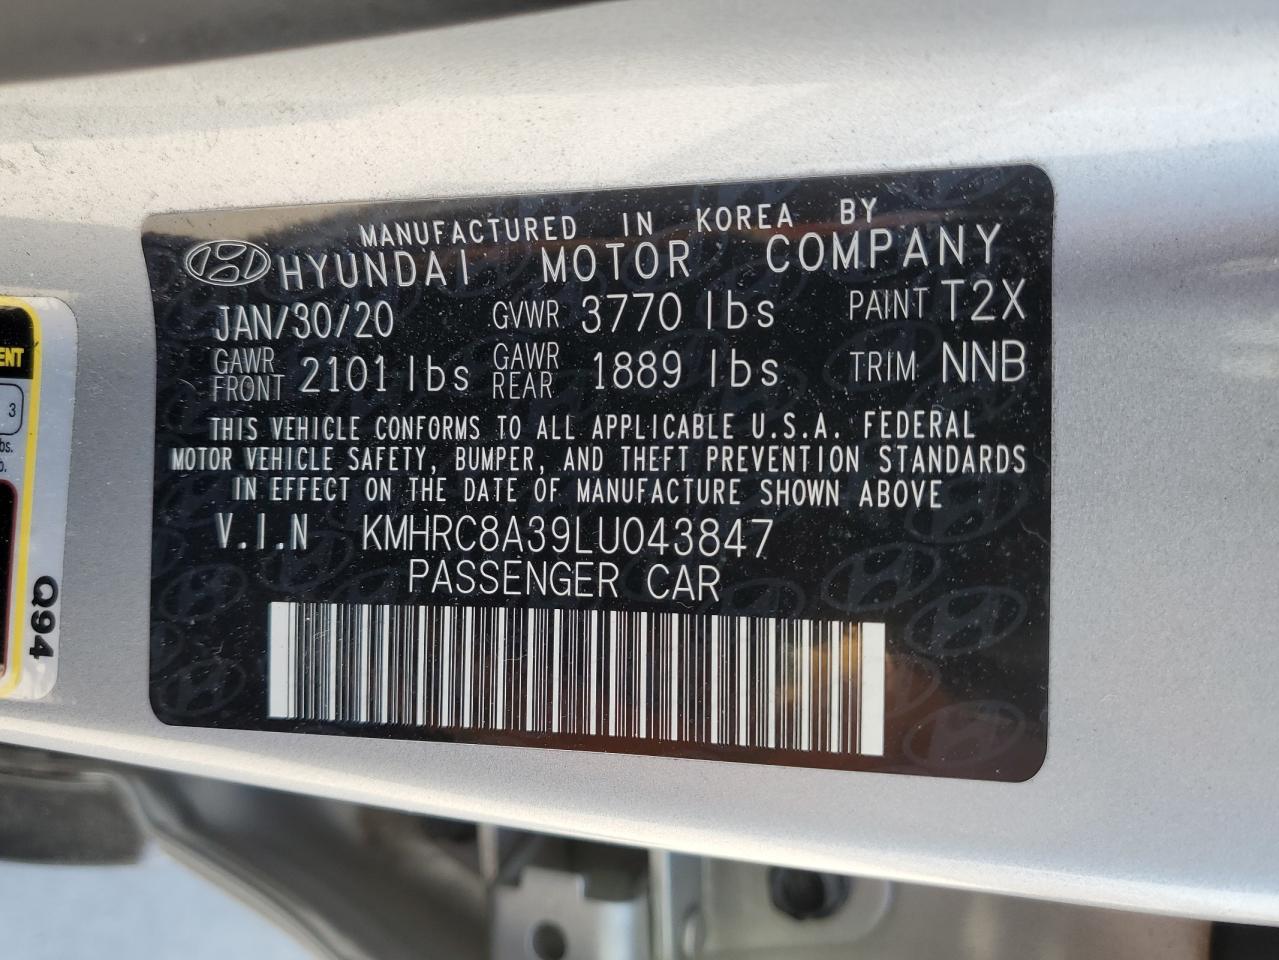 MANUFACTURED IN KOREA BY
HYUNDAI MOTOR COMPANY
JAN/30/20 GVWR 3770 lbs PAINT T2X
GAWR FRONT 2101 lbs GAWR REAR 1889 lbs TRIM NNB
THIS VEHICLE CONFORMS TO ALL APPLICABLE U.S.A. FEDERAL
MOTOR VEHICLE SAFETY, BUMPER, AND THEFT PREVENTION STANDARDS
IN EFFECT ON THE DATE OF MANUFACTURE SHOWN ABOVE
V.I.N KMHRC8A39LU043847
PASSENGER CAR
3
Q94